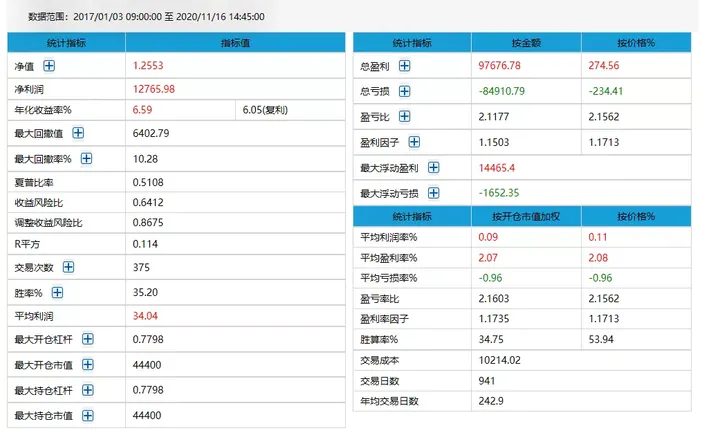 数据范围：2017/01/03 09:00:00 至 2020/11/16 14:45:00
统计指标 指标值
净值 1.2553
净利润 12765.98
年化收益率% 6.59 6.05(复利)
最大回撤值 6402.79
最大回撤率% 10.28
夏普比率 0.5108
收益风险比 0.6412
调整收益风险比 0.8675
R平方 0.114
交易次数 375
胜率% 35.20
平均利润 34.04
最大开仓杠杆 0.7798
最大开仓市值 44400
最大持仓杠杆 0.7798
最大持仓市值 44400
统计指标 按金额 按价格%
总盈利 97676.78 274.56
总亏损 -84910.79 -234.41
盈亏比 2.1177 2.1562
盈利因子 1.1503 1.1713
最大浮动盈利 14465.4
最大浮动亏损 -1652.35
统计指标 按开仓市值加权 按价格%
平均利润率% 0.09 0.11
平均盈利率% 2.07 2.08
平均亏损率% -0.96 -0.96
盈亏率比 2.1603 2.1562
盈利率因子 1.1735 1.1713
胜算率% 34.75 53.94
交易成本 10214.02
交易日数 941
年均交易日数 242.9